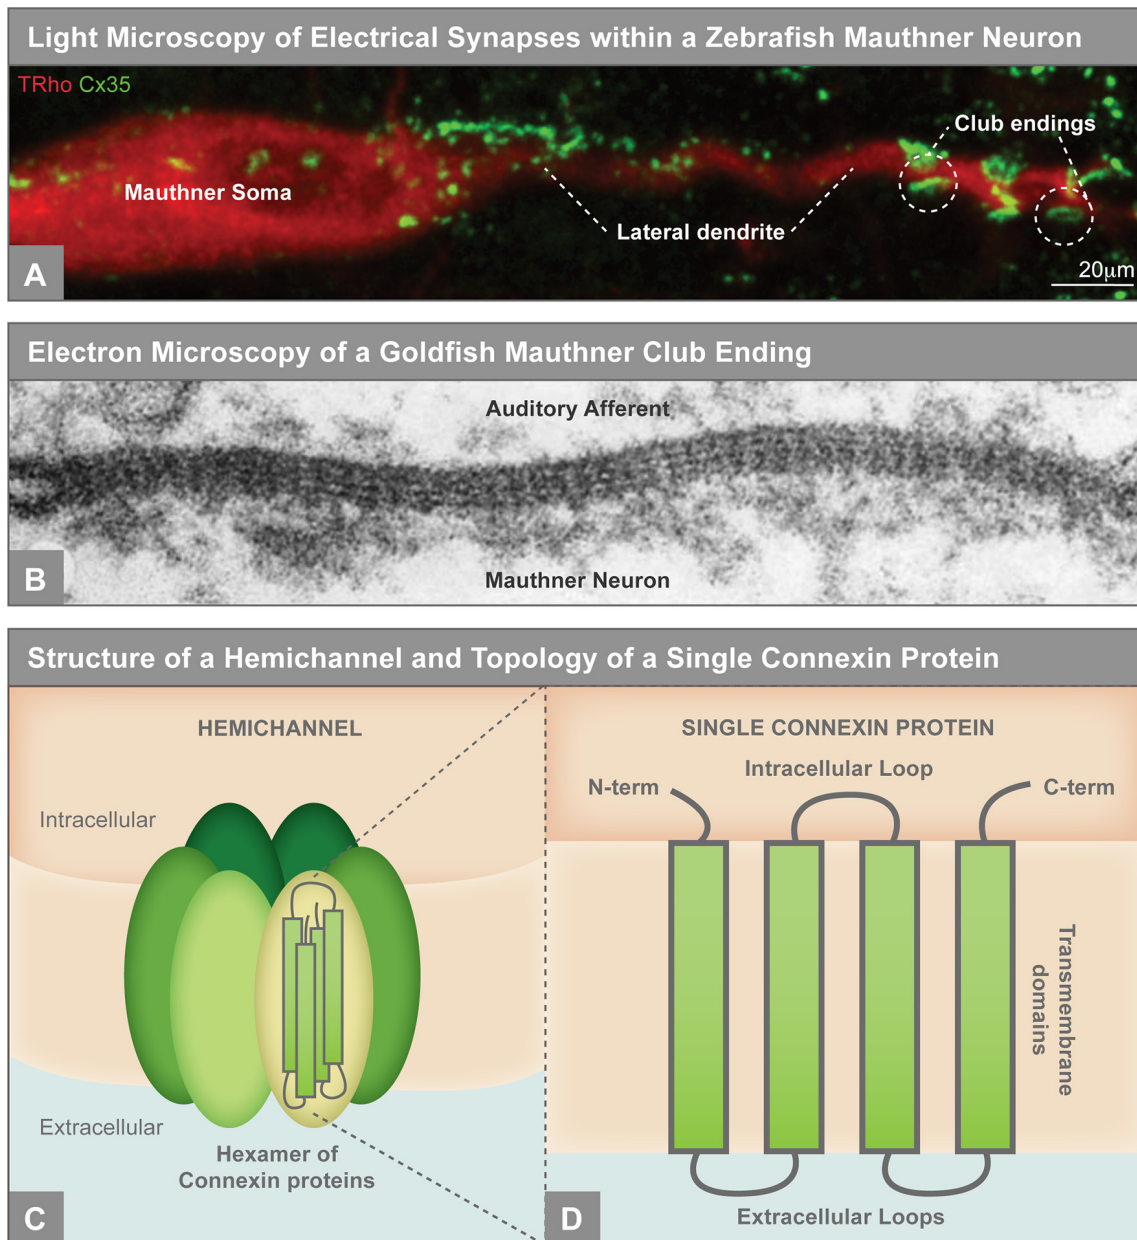 Light Microscopy of Electrical Synapses within a Zebrafish Mauthner Neuron
TRho Cx35
Club endings
Mauthner Soma
Lateral dendrite
20μm
A
Electron Microscopy of a Goldfish Mauthner Club Ending
Auditory Afferent
Mauthner Neuron
B
Structure of a Hemichannel and Topology of a Single Connexin Protein
HEMICHANNEL
Intracellular
Extracellular
Hexamer of
Connexin proteins
C
SINGLE CONNEXIN PROTEIN
Intracellular Loop
N-term
C-term
Transmembrane
domains
Extracellular Loops
D